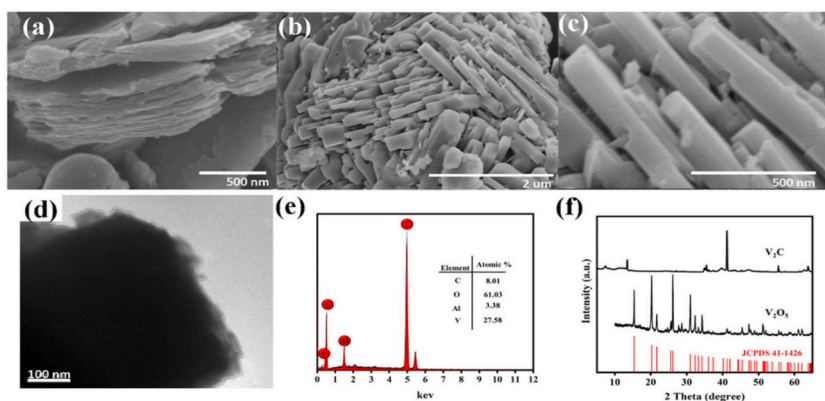 (a)
500 nm
(b)
2 um
(c)
500 nm
(d)
100 nm
(e)
Element Atomic %
C 8.01
O 61.03
Al 3.38
V 27.58
0 1 2 3 4 5 6 7 8 9 10 11 12
kev
(f)
Intensity (a.u.)
V₂C
V₂O₅
JCPDS 41-1426
10 20 30 40 50 60
2 Theta (degree)